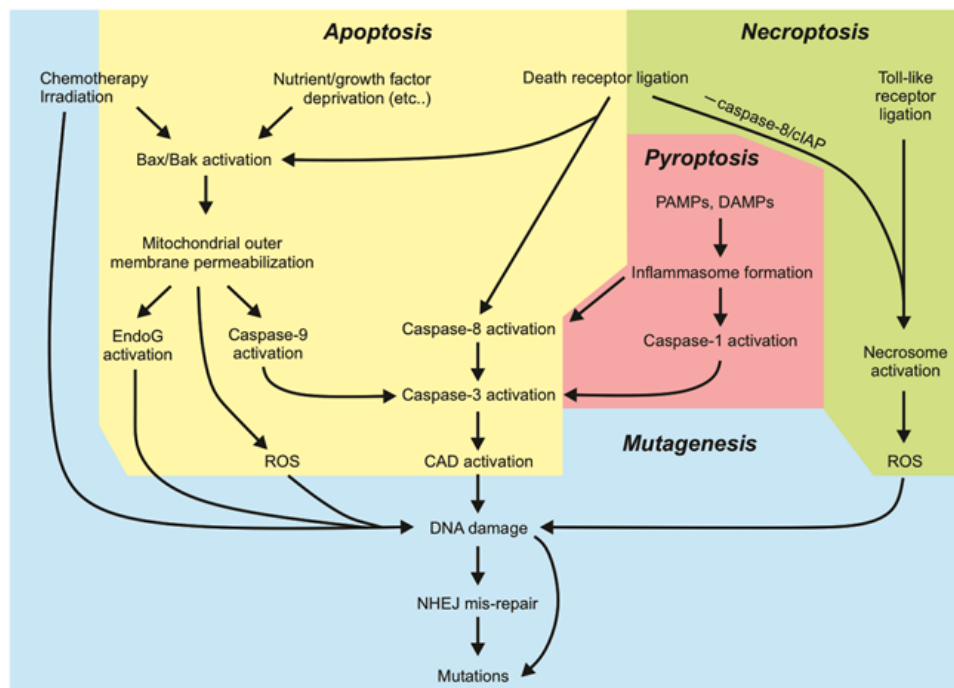 Apoptosis
Necroptosis
Chemotherapy
Irradiation
Nutrient/growth factor
deprivation (etc..)
Death receptor ligation
Toll-like
receptor
ligation
–caspase-8/cIAP
Bax/Bak activation
Pyroptosis
PAMPs, DAMPs
Mitochondrial outer
membrane permeabilization
Inflammasome formation
EndoG
activation
Caspase-9
activation
Caspase-8 activation
Caspase-1 activation
Necrosome
activation
Caspase-3 activation
Mutagenesis
ROS
CAD activation
ROS
DNA damage
NHEJ mis-repair
Mutations